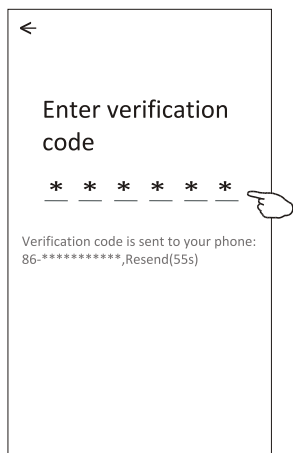 Enter verification
code
* * * * * *
Verification code is sent to your phone:
86-***********,Resend(55s)